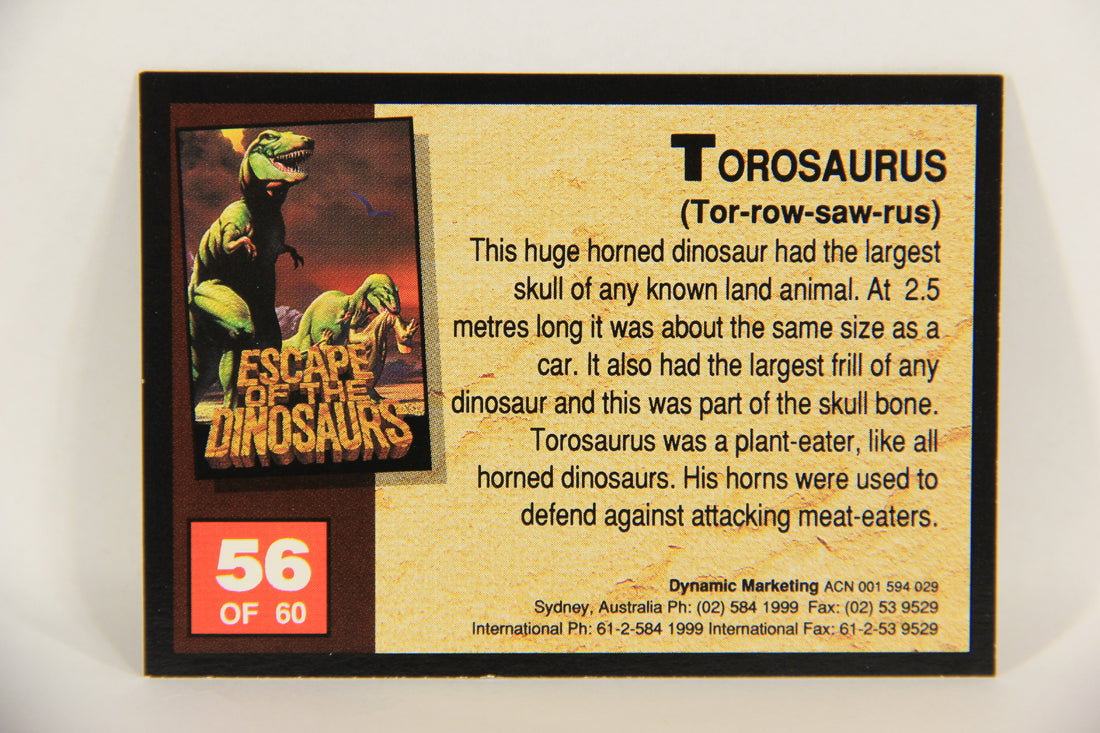 TOROSAURUS
(Tor-row-saw-rus)
This huge horned dinosaur had the largest
skull of any known land animal. At 2.5
metres long it was about the same size as a
car. It also had the largest frill of any
dinosaur and this was part of the skull bone.
Torosaurus was a plant-eater, like all
horned dinosaurs. His horns were used to
defend against attacking meat-eaters.
ESCAPE
OF THE
DINOSAURS
56
OF 60
Dynamic Marketing ACN 001 594 029
Sydney, Australia Ph: (02) 584 1999 Fax: (02) 53 9529
International Ph: 61-2-584 1999 International Fax: 61-2-53 9529